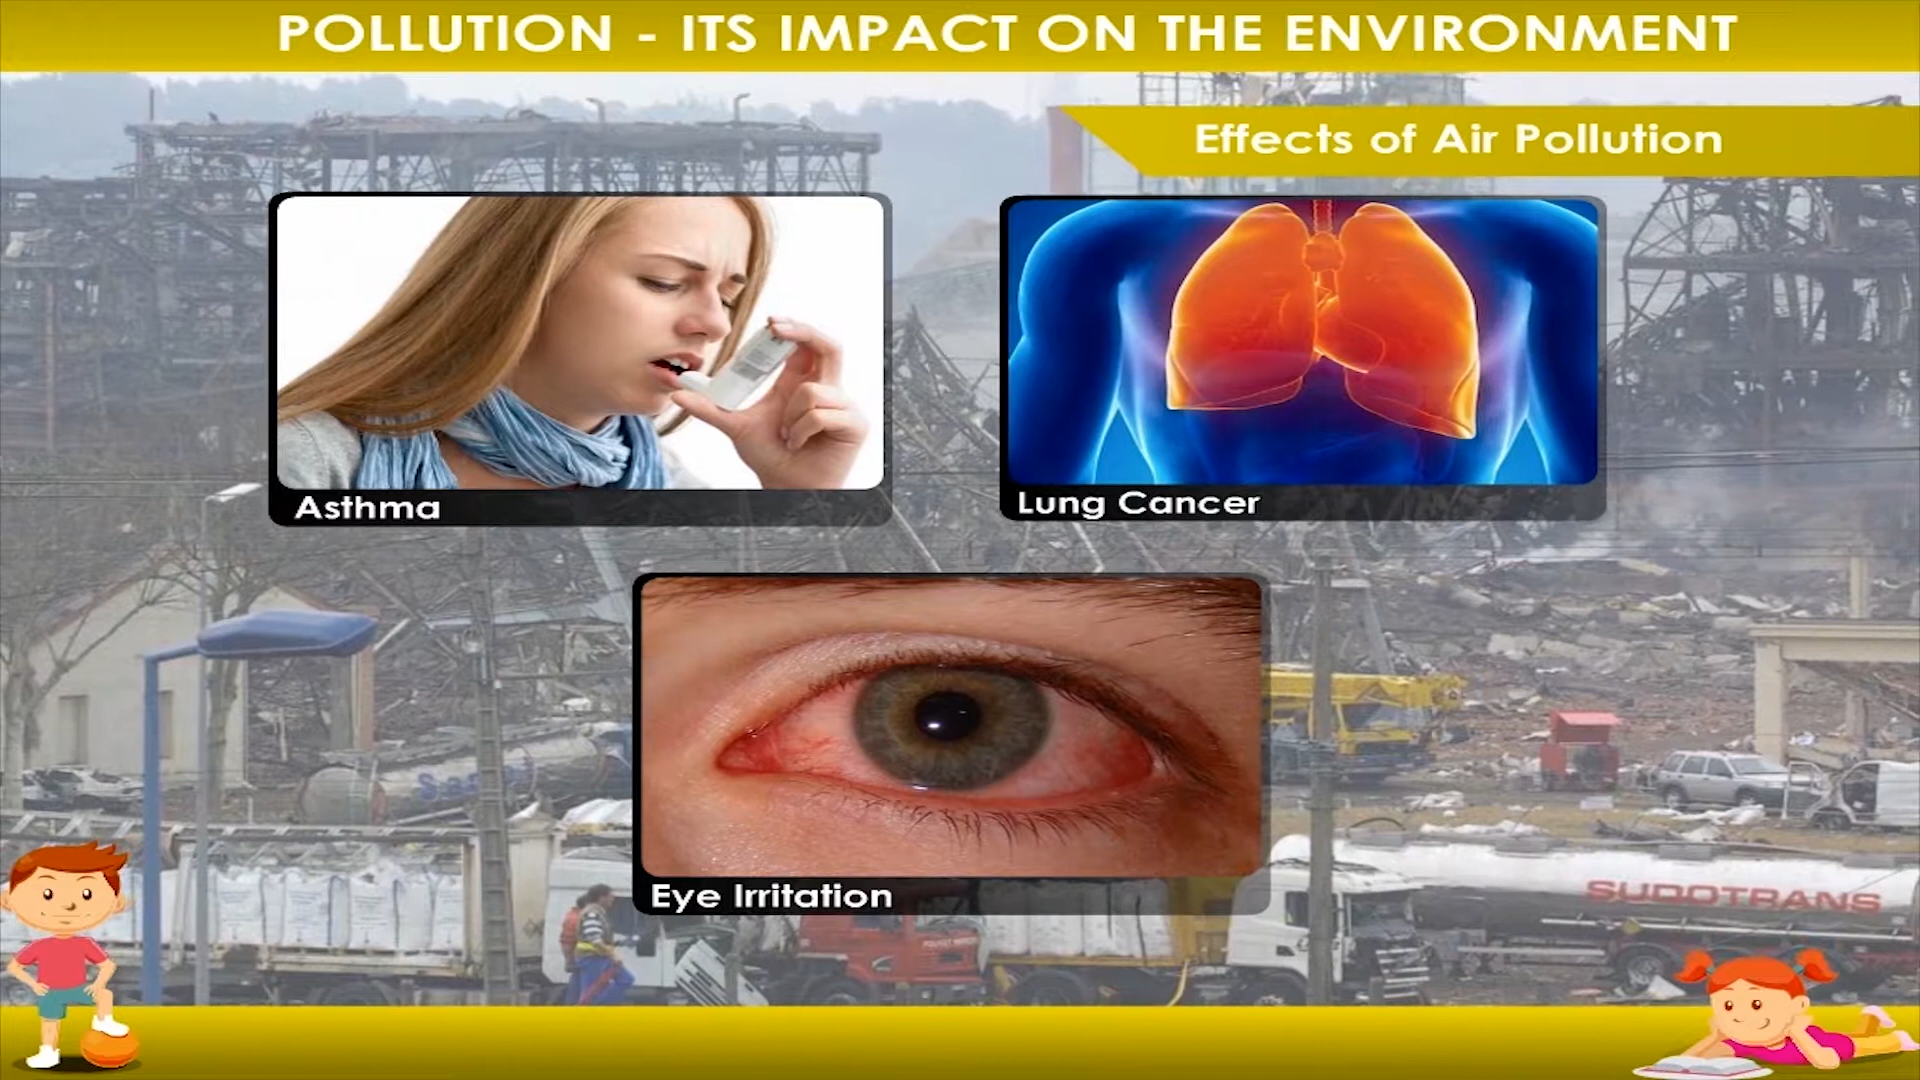 POLLUTION - ITS IMPACT ON THE ENVIRONMENT
Effects of Air Pollution
Asthma
Lung Cancer
Eye Irritation
SUDOTRANS